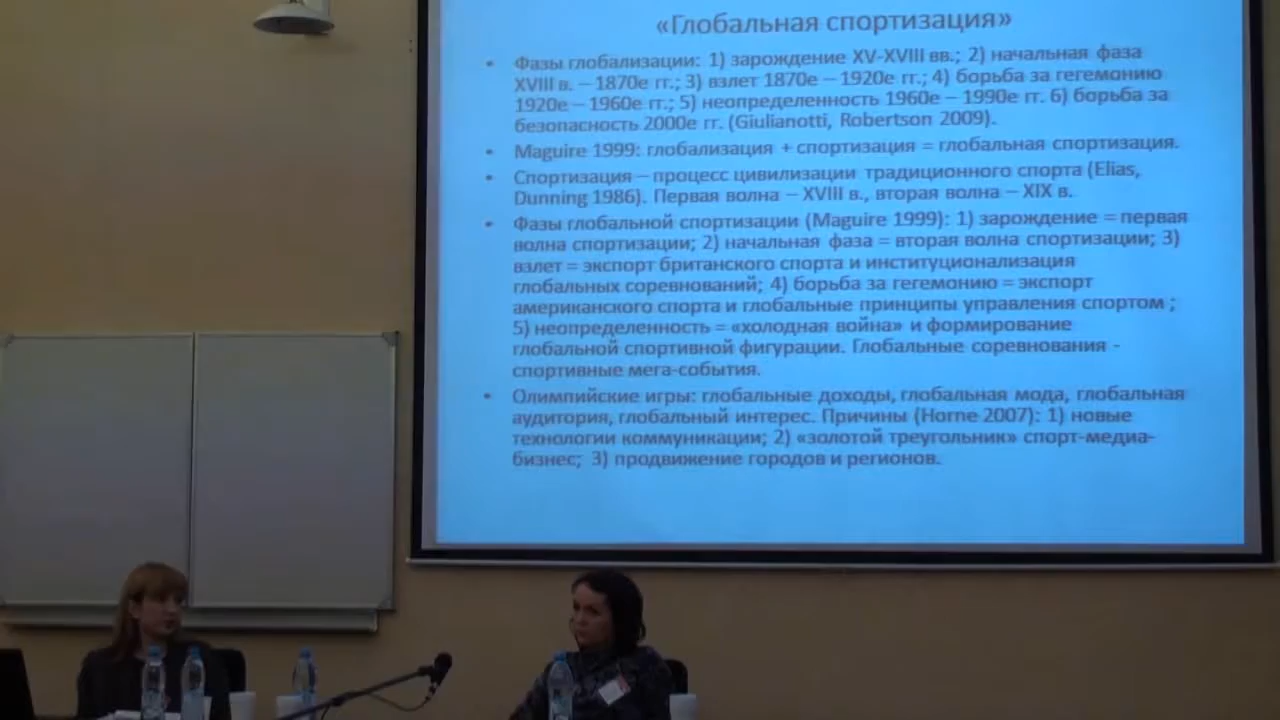 «Глобальная спортизация»
• Фазы глобализации: 1) зарождение XV-XVIII вв.; 2) начальная фаза
XVIII в. – 1870е гг.; 3) взлет 1870е – 1920е гг.; 4) борьба за гегемонию
1920е – 1960е гг.; 5) неопределенность 1960е – 1990е гг. 6) борьба за
безопасность 2000е гг. (Giulianotti, Robertson 2009).
• Maguire 1999: глобализация + спортизация = глобальная спортизация.
• Спортизация – процесс цивилизации традиционного спорта (Elias,
Dunning 1986). Первая волна – XVIII в., вторая волна – XIX в.
• Фазы глобальной спортизации (Maguire 1999): 1) зарождение = первая
волна спортизации; 2) начальная фаза = вторая волна спортизации; 3)
взлет = экспорт британского спорта и институционализация
глобальных соревнований; 4) борьба за гегемонию = экспорт
американского спорта и глобальные принципы управления спортом ;
5) неопределенность = «холодная война» и формирование
глобальной спортивной фигурации. Глобальные соревнования -
спортивные мега-события.
• Олимпийские игры: глобальные доходы, глобальная мода, глобальная
аудитория, глобальный интерес. Причины (Horne 2007): 1) новые
технологии коммуникации; 2) «золотой треугольник» спорт-медиа-
бизнес; 3) продвижение городов и регионов.